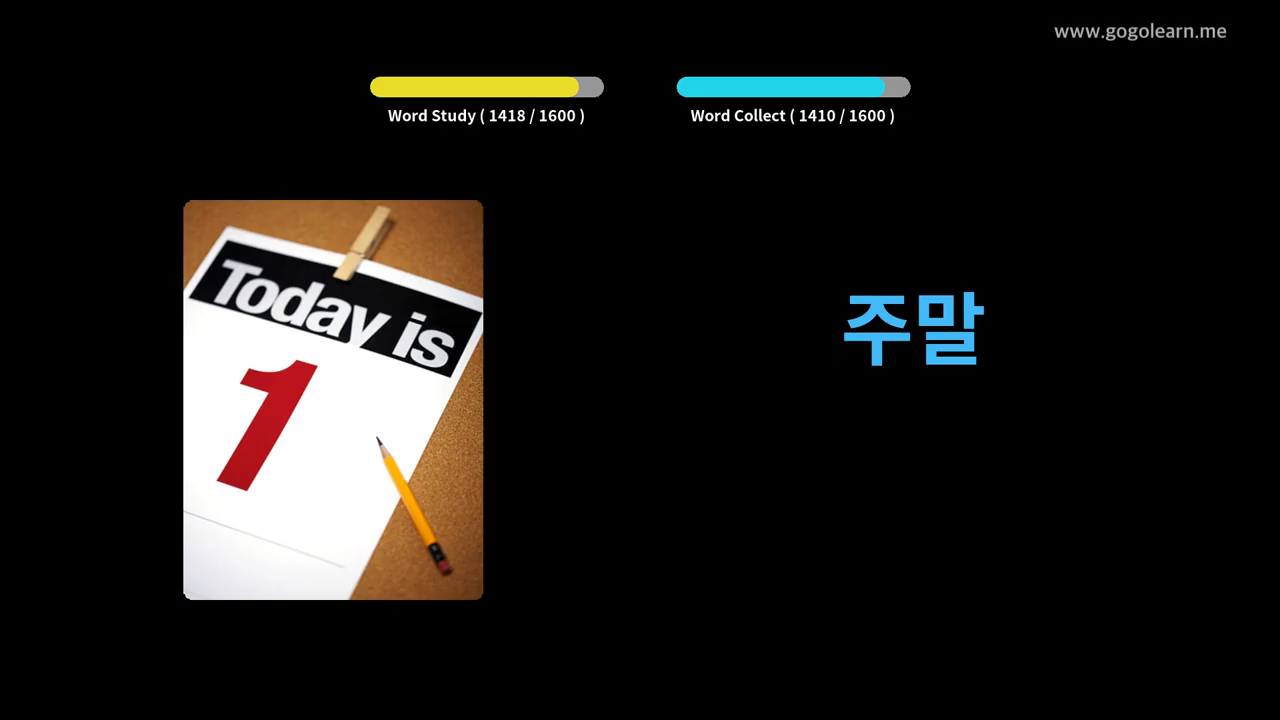 www.gogolearn.me
Word Study ( 1418 / 1600 )
Word Collect ( 1410 / 1600 )
Today is
1
주말